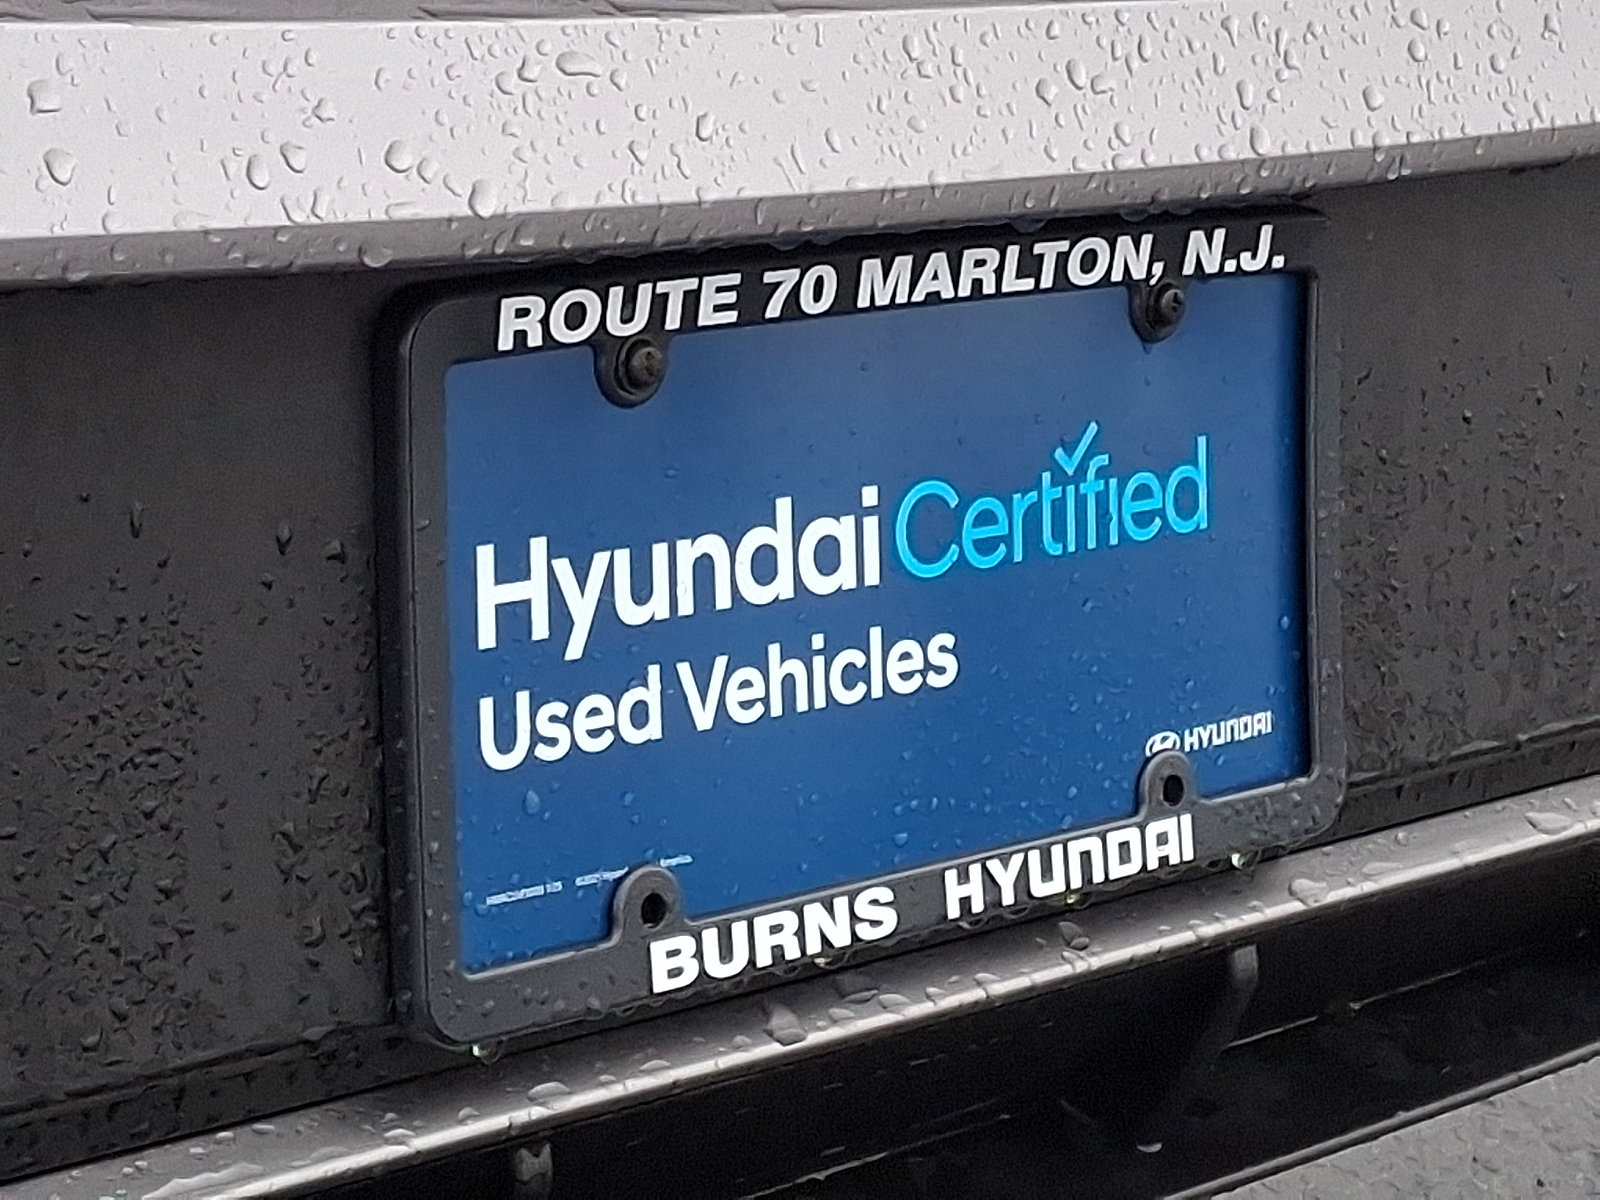 ROUTE 70 MARLTON, N.J.
Hyundai Certified
Used Vehicles
HYUNDAI
BURNS HYUNDAI